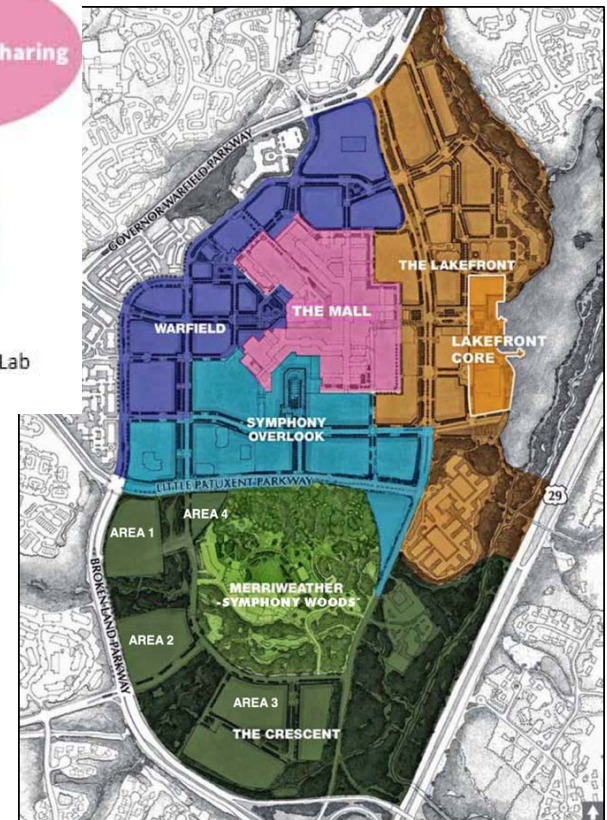 haring
Lab
GOVERNOR WARFIELD PARKWAY
THE LAKEFRONT
THE MALL
WARFIELD
LAKEFRONT
CORE
SYMPHONY
OVERLOOK
LITTLE PATUXENT PARKWAY
29
AREA 4
AREA 1
MERRIWEATHER
-SYMPHONY WOODS-
BROKEN LAND PARKWAY
AREA 2
AREA 3
THE CRESCENT